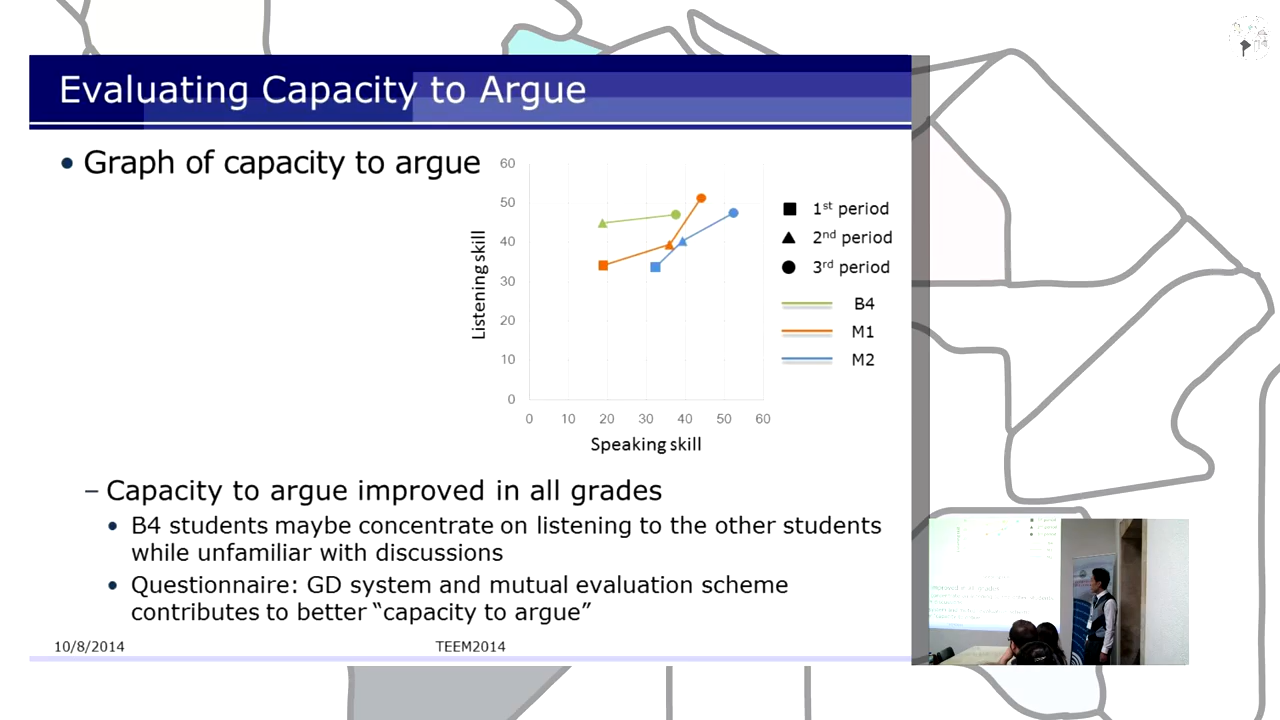 Evaluating Capacity to Argue
• Graph of capacity to argue
60
50
40
30
20
10
0
Listening skill
0 10 20 30 40 50 60
Speaking skill
1st period
2nd period
3rd period
B4
M1
M2
– Capacity to argue improved in all grades
• B4 students maybe concentrate on listening to the other students
while unfamiliar with discussions
• Questionnaire: GD system and mutual evaluation scheme
contributes to better “capacity to argue”
10/8/2014
TEEM2014